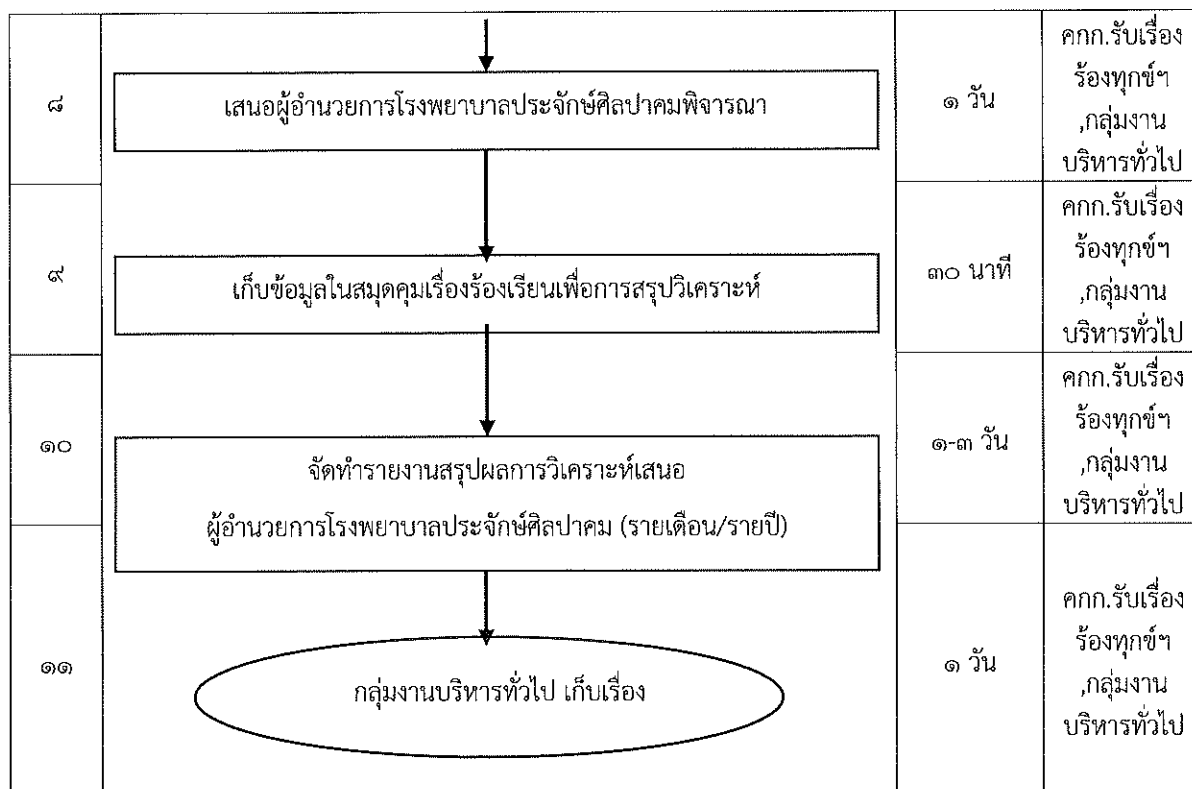 ๘
เสนอผู้อำนวยการโรงพยาบาลประจักษ์ศิลปาคมพิจารณา
๑ วัน
คกก.รับเรื่อง
ร้องทุกข์ฯ
,กลุ่มงาน
บริหารทั่วไป
๙
เก็บข้อมูลในสมุดคุมเรื่องร้องเรียนเพื่อการสรุปวิเคราะห์
๓๐ นาที
คกก.รับเรื่อง
ร้องทุกข์ฯ
,กลุ่มงาน
บริหารทั่วไป
๑๐
จัดทำรายงานสรุปผลการวิเคราะห์เสนอ
ผู้อำนวยการโรงพยาบาลประจักษ์ศิลปาคม (รายเดือน/รายปี)
๑-๓ วัน
คกก.รับเรื่อง
ร้องทุกข์ฯ
,กลุ่มงาน
บริหารทั่วไป
๑๑
กลุ่มงานบริหารทั่วไป เก็บเรื่อง
๑ วัน
คกก.รับเรื่อง
ร้องทุกข์ฯ
,กลุ่มงาน
บริหารทั่วไป